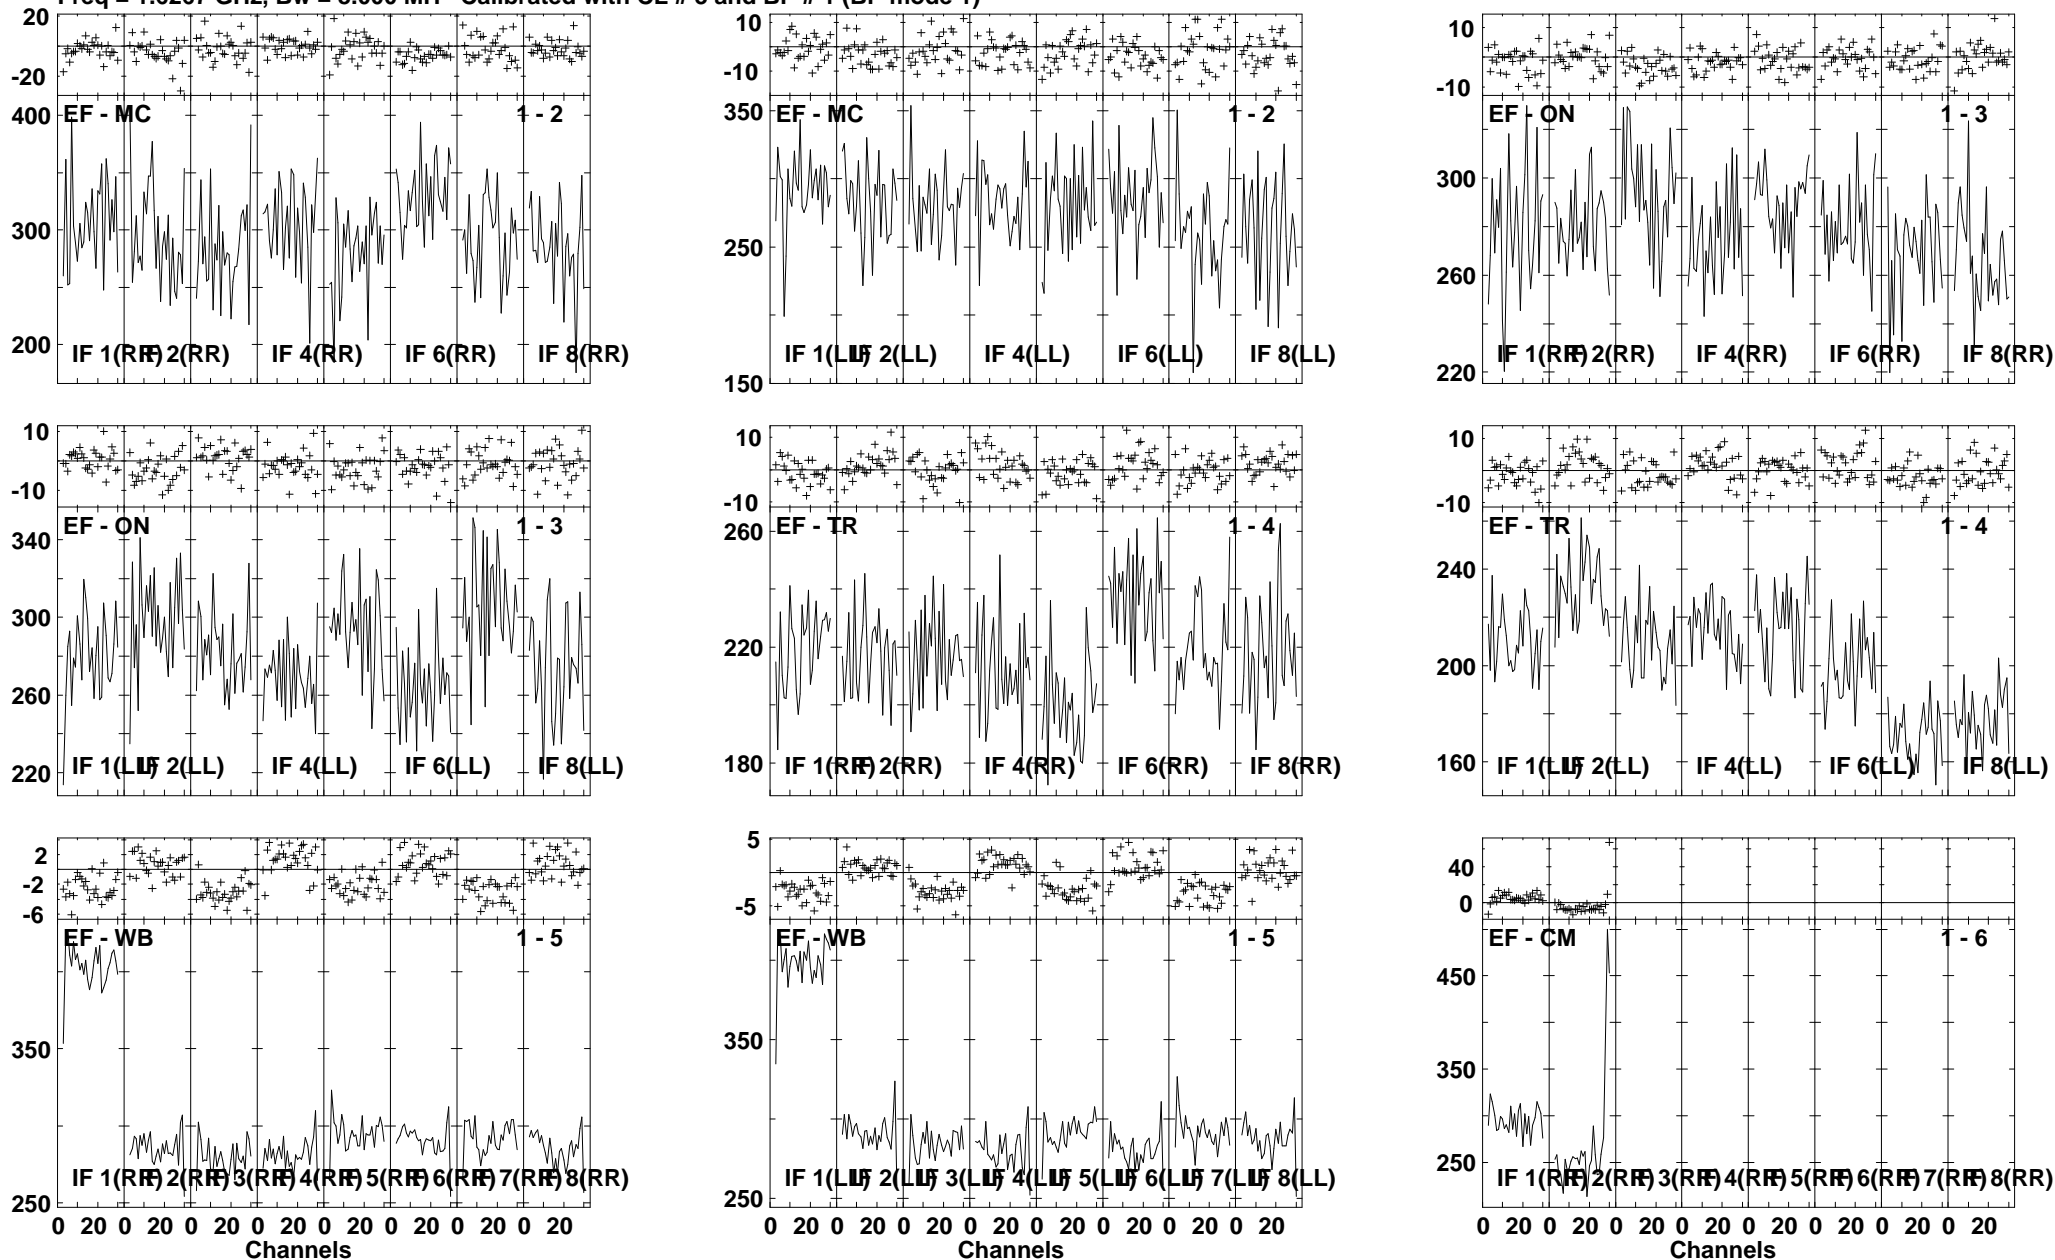 20 10 10
-20 -10 -10
400 EF - MC 1 - 2 350 EF - MC 1 - 2 EF - ON 1 - 3
300
300 250 260
200 IF 1(RR) IF 2(RR) IF 4(RR) IF 6(RR) IF 8(RR) IF 1(LL) IF 2(LL) IF 4(LL) IF 6(LL) IF 8(LL) IF 1(RR) IF 2(RR) IF 4(RR) IF 6(RR) IF 8(RR)
150 220
10 10 10
-10 -10 -10
EF - ON 1 - 3 EF - TR 1 - 4 EF - TR 1 - 4
340 260 240
300 220 200
260
220 IF 1(LL) IF 2(LL) IF 4(LL) IF 6(LL) IF 8(LL) 180 IF 1(RR) IF 2(RR) IF 4(RR) IF 6(RR) IF 8(RR) 160 IF 1(LL) IF 2(LL) IF 4(LL) IF 6(LL) IF 8(LL)
2 5 40
-2 0
-6 -5
EF - WB 1 - 5 EF - WB 1 - 5 EF - CM 1 - 6
450
350 350 350
250 IF 1(RR) IF 2(RR) IF 3(RR) IF 4(RR) IF 5(RR) IF 6(RR) IF 7(RR) IF 8(RR) 250 IF 1(LL) IF 2(LL) IF 3(LL) IF 4(LL) IF 5(LL) IF 6(LL) IF 7(LL) IF 8(LL) 250 IF 1(RR) IF 2(RR) IF 3(RR) IF 4(RR) IF 5(RR) IF 6(RR) IF 7(RR) IF 8(RR)
0 20 0 20 0 20 0 20 0 20 0 20 0 20 0 20 0 20 0 20 0 20 0 20 0 20 0 20 0 20 0 20 0 20 0 20 0 20 0 20 0 20 0 20 0 20 0 20
Channels Channels Channels